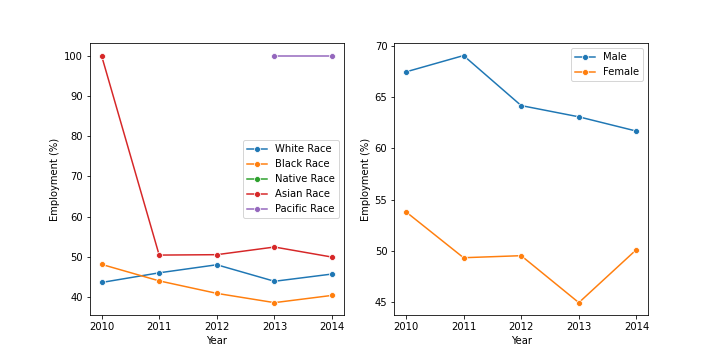 100
90
80
70
60
50
40
Employment (%)
2010 2011 2012 2013 2014
Year
White Race
Black Race
Native Race
Asian Race
Pacific Race
70
65
60
55
50
45
Employment (%)
2010 2011 2012 2013 2014
Year
Male
Female